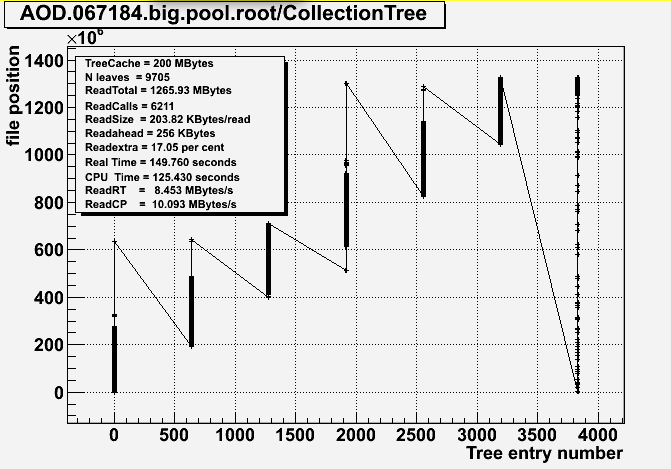 AOD.067184.big.pool.root/CollectionTree
×10⁶
file position
1400
1200
1000
800
600
400
200
0
TreeCache = 200 MBytes
N leaves = 9705
ReadTotal = 1265.93 MBytes
ReadCalls = 6211
ReadSize = 203.82 KBytes/read
Readahead = 256 KBytes
Readextra = 17.05 per cent
Real Time = 149.760 seconds
CPU Time = 125.430 seconds
ReadRT = 8.453 MBytes/s
ReadCP = 10.093 MBytes/s
0 500 1000 1500 2000 2500 3000 3500 4000
Tree entry number